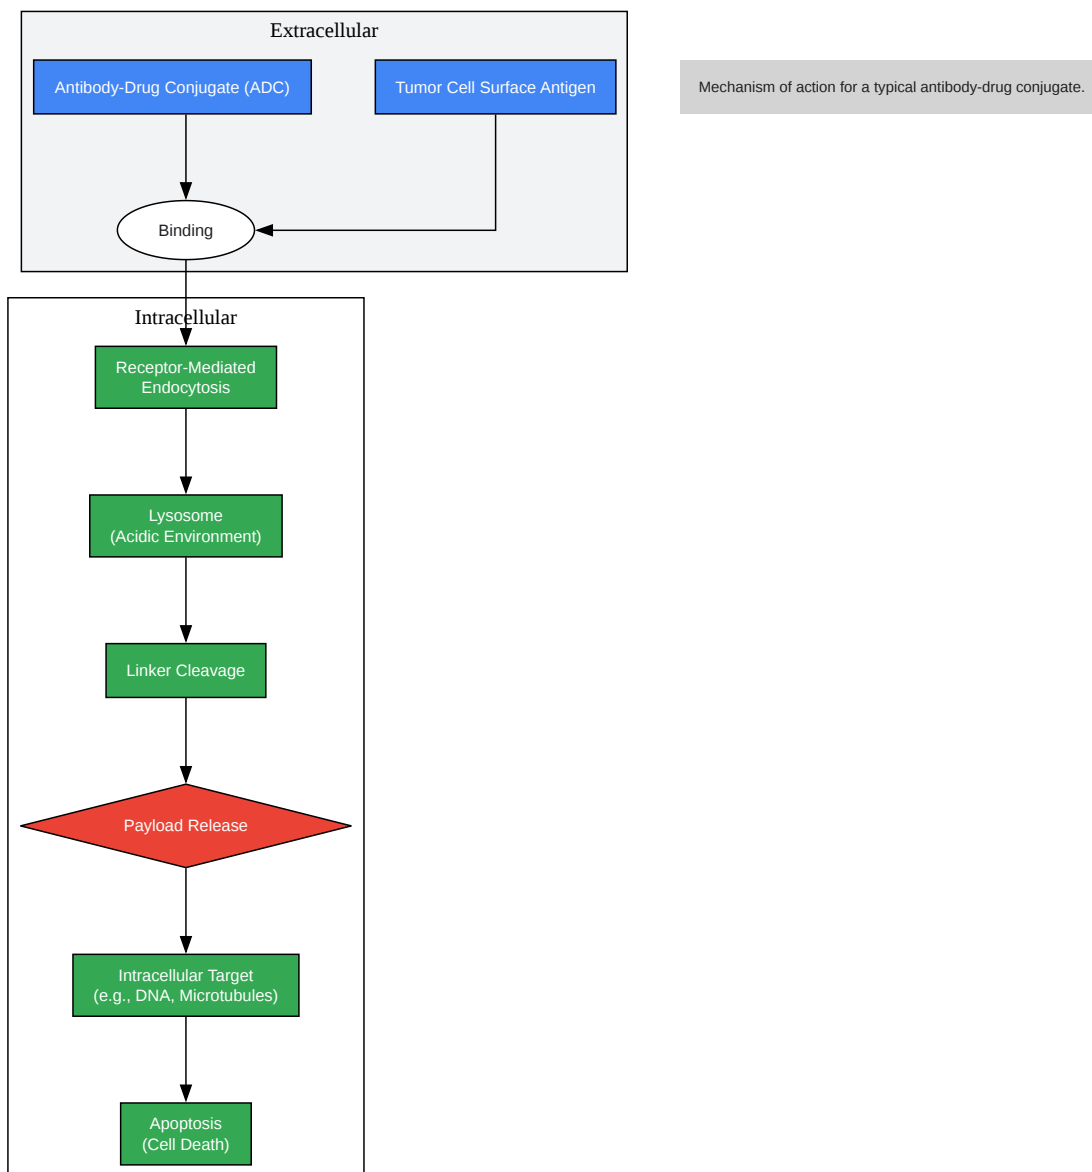 Extracellular
Antibody-Drug Conjugate (ADC)
Tumor Cell Surface Antigen
Mechanism of action for a typical antibody-drug conjugate.
Binding
Intracellular
Receptor-Mediated
Endocytosis
Lysosome
(Acidic Environment)
Linker Cleavage
Payload Release
Intracellular Target
(e.g., DNA, Microtubules)
Apoptosis
(Cell Death)